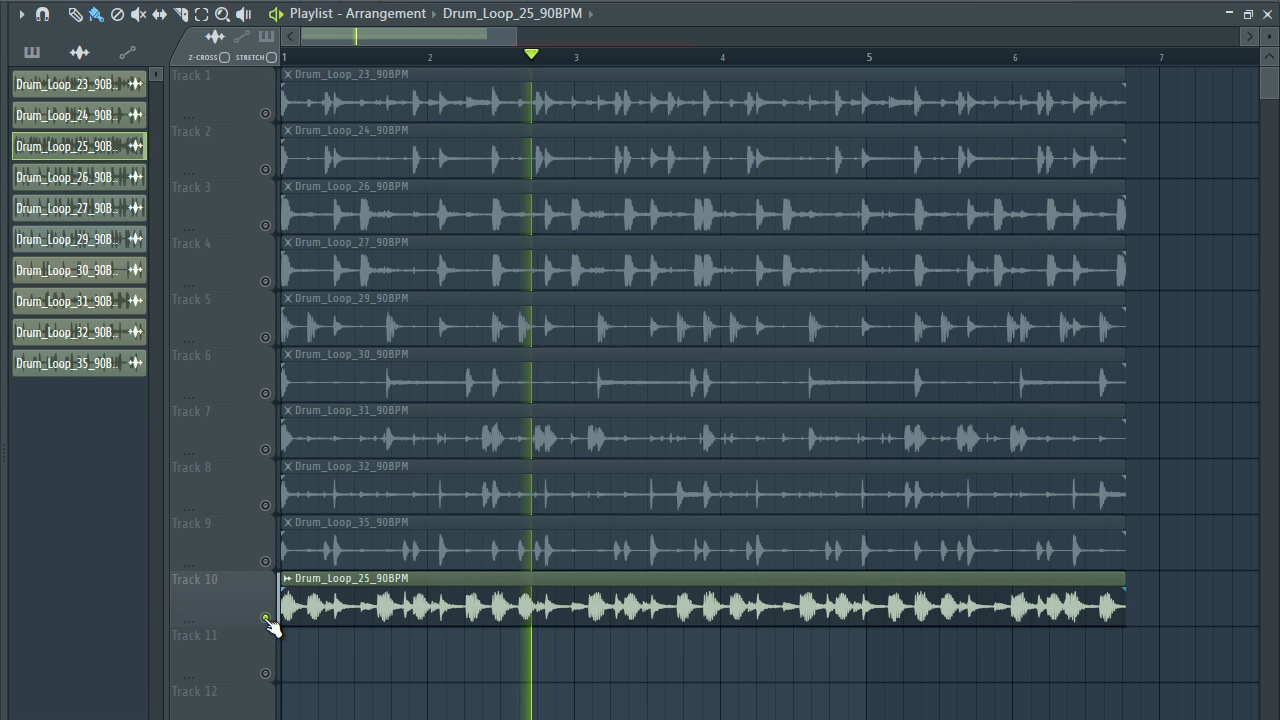 Playlist - Arrangement › Drum_Loop_25_90BPM ›
Z-CROSS STRETCH
1 2 3 4 5 6 7
Drum_Loop_23_90B..
Drum_Loop_24_90B..
Drum_Loop_25_90B..
Drum_Loop_26_90B..
Drum_Loop_27_90B..
Drum_Loop_29_90B..
Drum_Loop_30_90B..
Drum_Loop_31_90B..
Drum_Loop_32_90B..
Drum_Loop_35_90B..
Track 1 Drum_Loop_23_90BPM
...
Track 2 Drum_Loop_24_90BPM
...
Track 3 Drum_Loop_26_90BPM
...
Track 4 Drum_Loop_27_90BPM
...
Track 5 Drum_Loop_29_90BPM
...
Track 6 Drum_Loop_30_90BPM
...
Track 7 Drum_Loop_31_90BPM
...
Track 8 Drum_Loop_32_90BPM
...
Track 9 Drum_Loop_35_90BPM
...
Track 10 Drum_Loop_25_90BPM
...
Track 11
...
Track 12